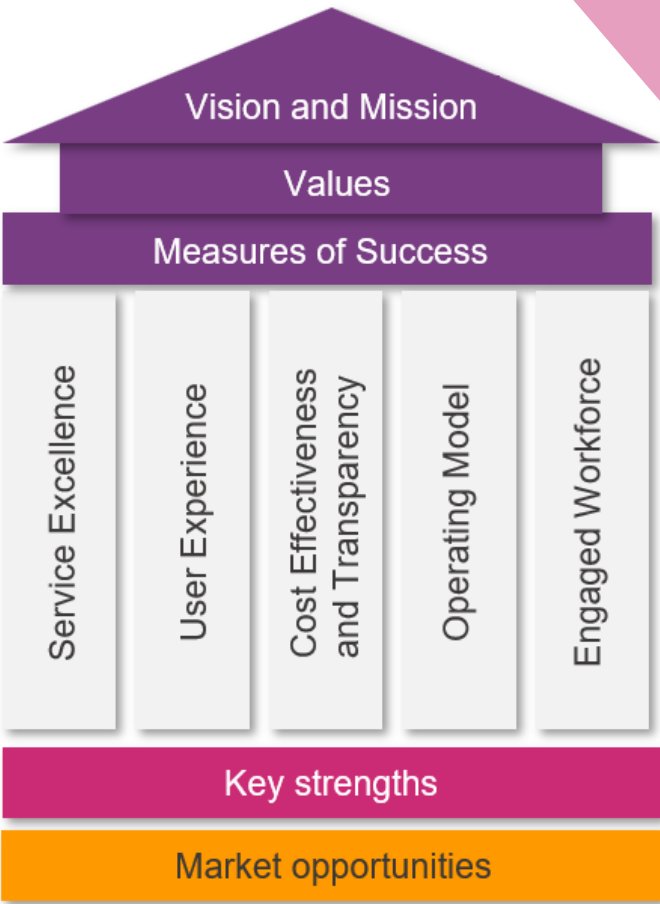 Vision and Mission
Values
Measures of Success
Service Excellence
User Experience
Cost Effectiveness
and Transparency
Operating Model
Engaged Workforce
Key strengths
Market opportunities